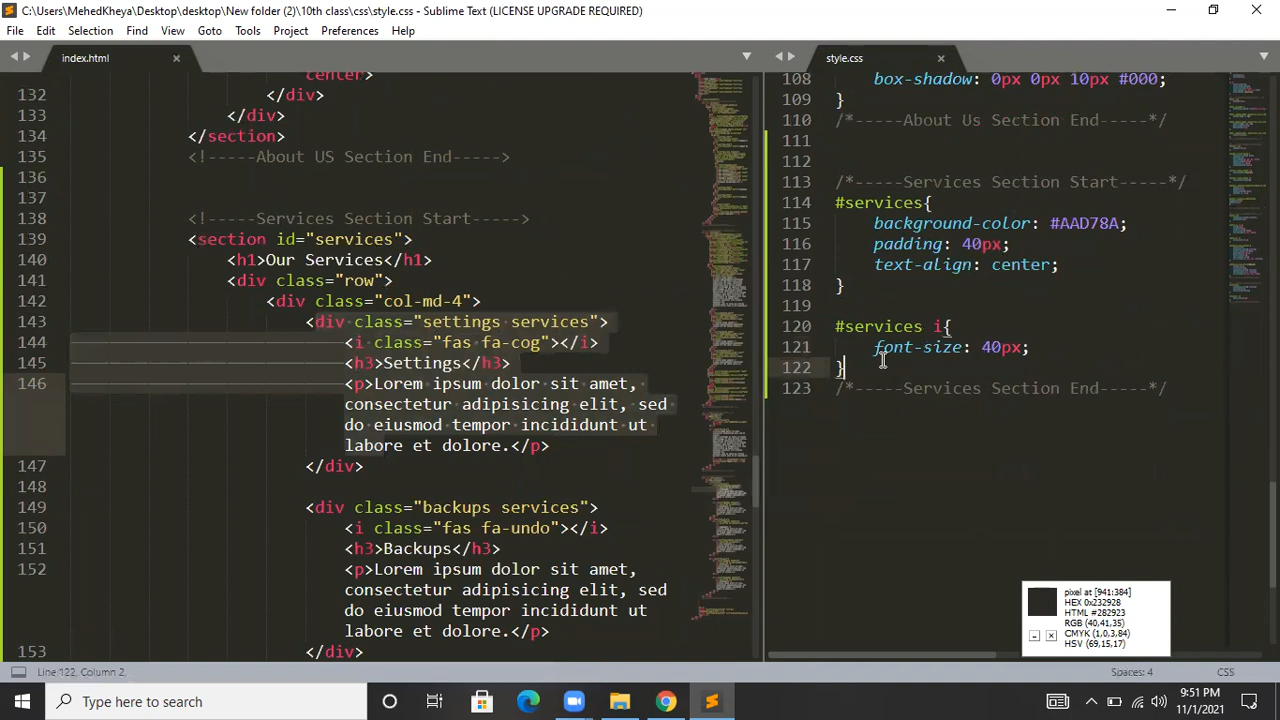 C:\Users\MehedKheya\Desktop\desktop\New folder (2)\10th class\css\style.css - Sublime Text (LICENSE UPGRADE REQUIRED)
File Edit Selection Find View Goto Tools Project Preferences Help
index.html
center>
132 </div>
133 </div>
134 </section>
135 <!-----About US Section End----->
136
137
138 <!-----Services Section Start----->
139 <section id="services">
140 <h1>Our Services</h1>
141 <div class="row">
142 <div class="col-md-4">
143 <div class="settings services">
144 <i class="fas fa-cog"></i>
145 <h3>Settings</h3>
146 <p>Lorem ipsum dolor sit amet,
consectetur adipisicing elit, sed
do eiusmod tempor incididunt ut
labore et dolore.</p>
147 </div>
148
149 <div class="backups services">
150 <i class="fas fa-undo"></i>
151 <h3>Backups</h3>
152 <p>Lorem ipsum dolor sit amet,
consectetur adipisicing elit, sed
do eiusmod tempor incididunt ut
labore et dolore.</p>
153 </div>
style.css
108 box-shadow: 0px 0px 10px #000;
109 }
110 /*-----About Us Section End-----*/
111
112
113 /*-----Services Section Start-----*/
114 #services{
115 background-color: #AAD78A;
116 padding: 40px;
117 text-align: center;
118 }
119
120 #services i{
121 font-size: 40px;
122 }
123 /*-----Services Section End-----*/
pixel at [941:384]
HEX 0x232928
HTML #282923
RGB (40,41,35)
CMYK (1,0,3,84)
HSV (69,15,17)
Line 122, Column 2
Spaces: 4
CSS
Type here to search
9:51 PM
11/1/2021